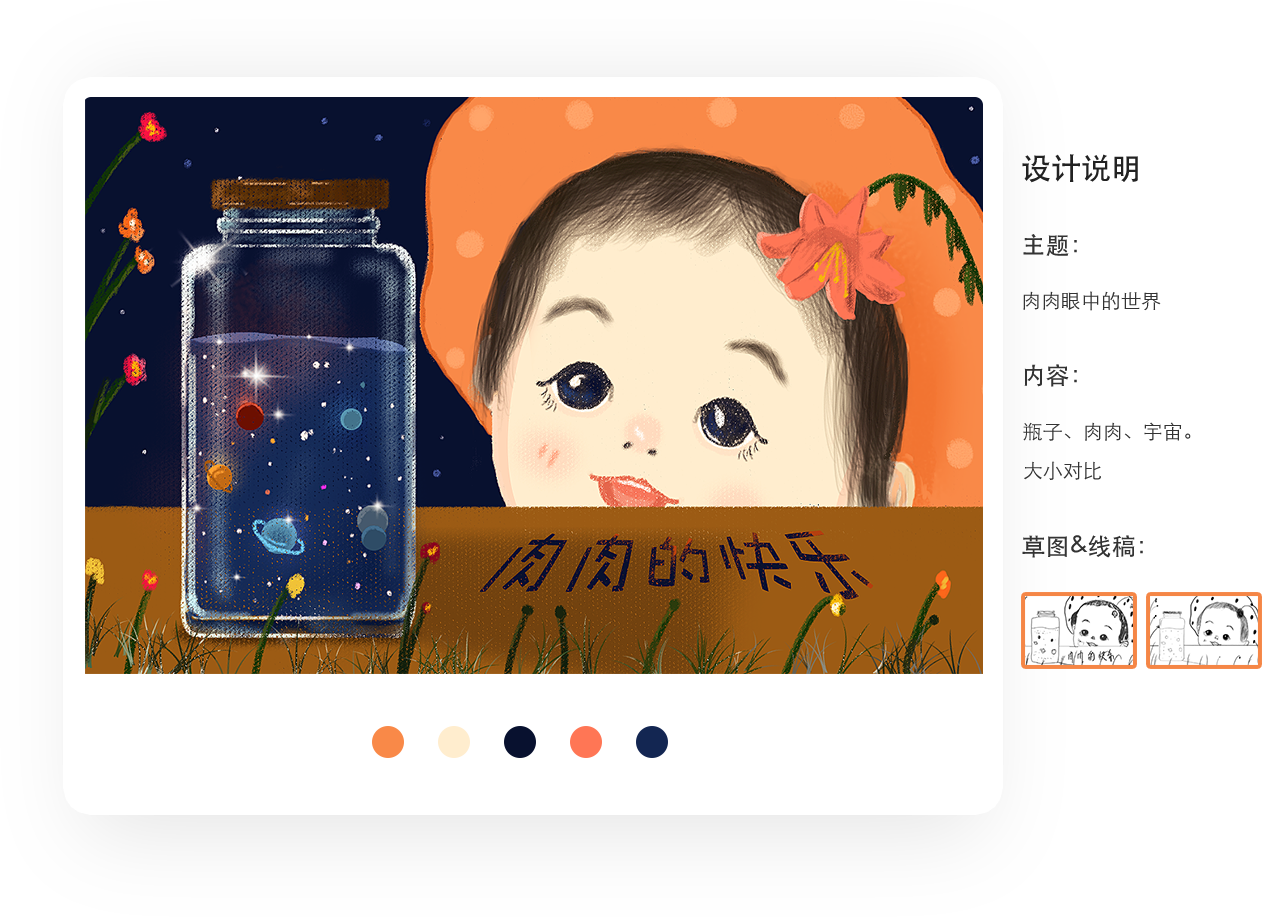 肉肉的快乐
设计说明
主题：
肉肉眼中的世界
内容：
瓶子、肉肉、宇宙。
大小对比
草图&线稿：
肉肉的快乐